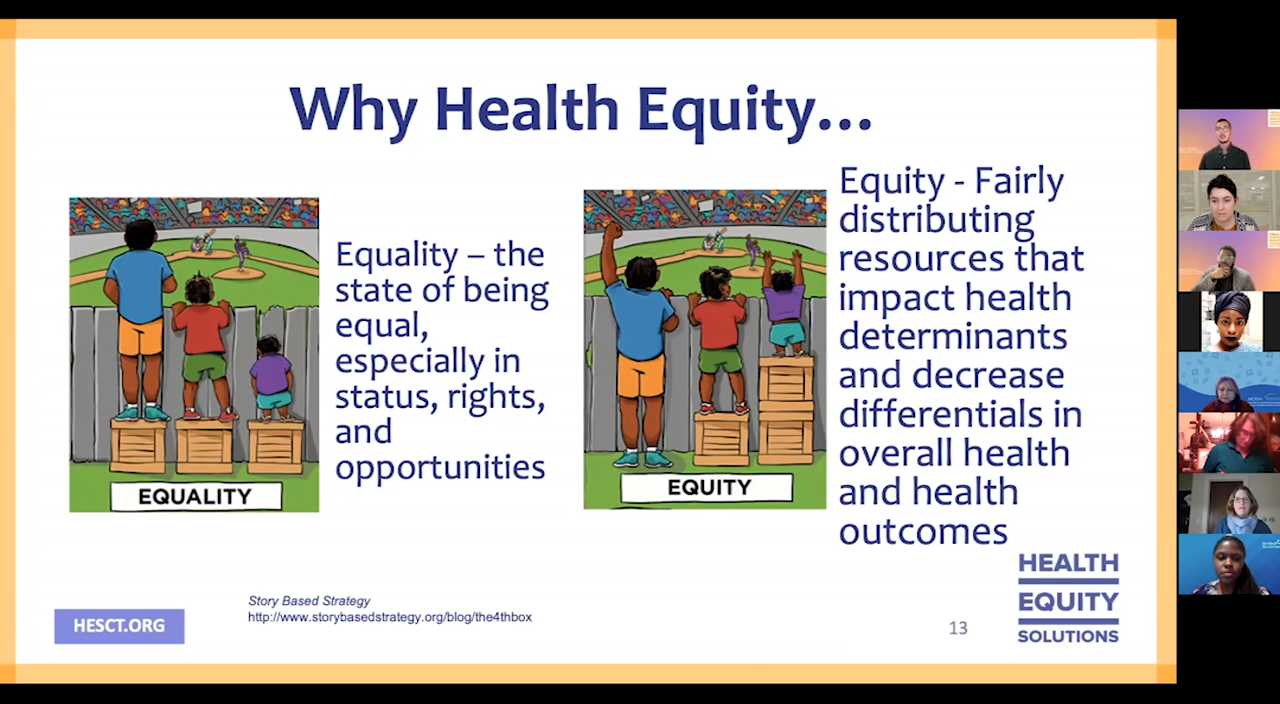 Why Health Equity...
Equality – the
state of being
equal,
especially in
status, rights,
and
opportunities
EQUALITY
Equity - Fairly
distributing
resources that
impact health
determinants
and decrease
differentials in
overall health
and health
outcomes
EQUITY
Story Based Strategy
http://www.storybasedstrategy.org/blog/the4thbox
HESCT.ORG
13
HEALTH
EQUITY
SOLUTIONS